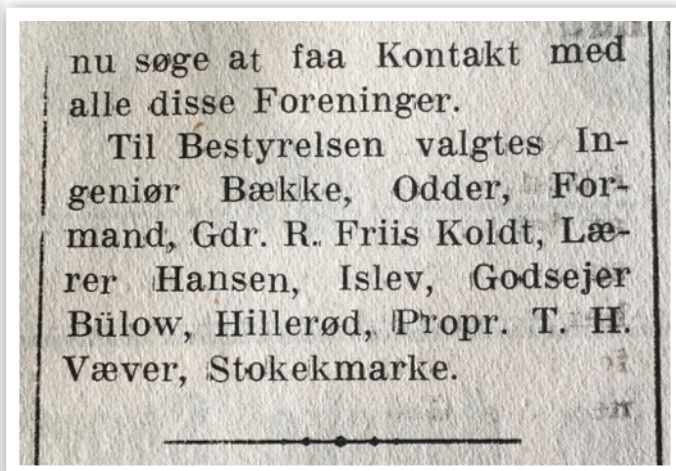 nu søge at faa Kontakt med
alle disse Foreninger.
Til Bestyrelsen valgtes In-
geniør Bække, Odder, For-
mand, Gdr. R. Friis Koldt, Læ-
rer Hansen, Islev, Godsejer
Bülow, Hillerød, Propr. T. H.
Væver, Stokekmarke.